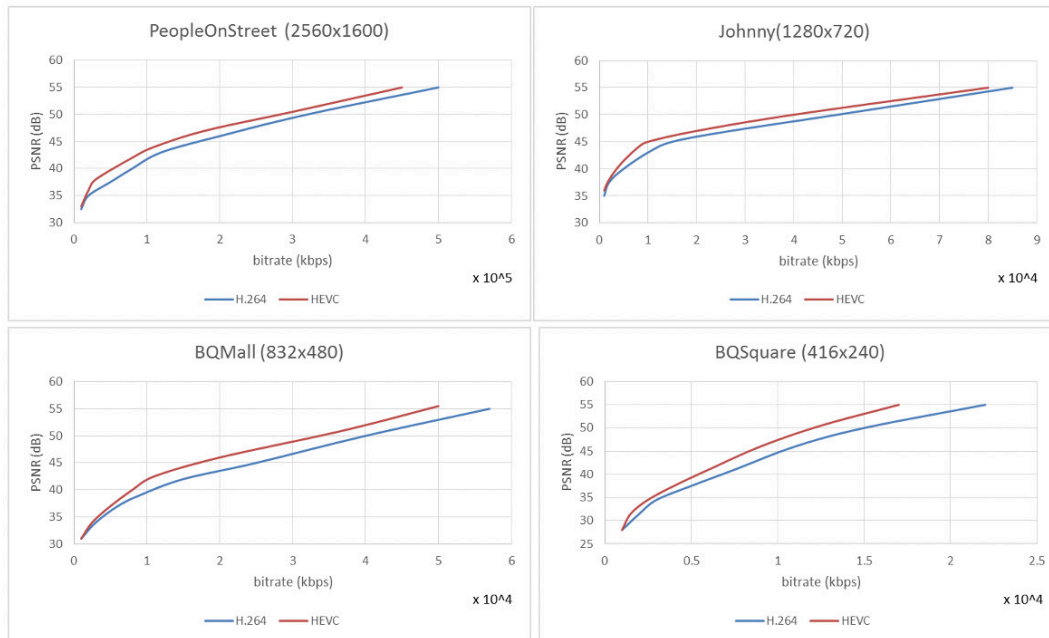 PeopleOnStreet (2560x1600)
60
55
50
45
40
35
30
PSNR (dB)
0 1 2 3 4 5 6
bitrate (kbps)
x 10^5
H.264 HEVC
Johnny(1280x720)
60
55
50
45
40
35
30
PSNR (dB)
0 1 2 3 4 5 6 7 8 9
bitrate (kbps)
x 10^4
H.264 HEVC
BQMall (832x480)
60
55
50
45
40
35
30
PSNR (dB)
0 1 2 3 4 5 6
bitrate (kbps)
x 10^4
H.264 HEVC
BQSquare (416x240)
60
55
50
45
40
35
30
25
PSNR (dB)
0 0.5 1 1.5 2 2.5
bitrate (kbps)
x 10^4
H.264 HEVC